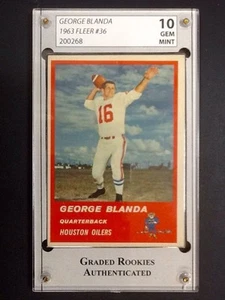 GEORGE BLANDA
1963 FLEER #36
200268
10
GEM
MINT
16
GEORGE BLANDA
QUARTERBACK
HOUSTON OILERS
GRADED ROOKIES
AUTHENTICATED